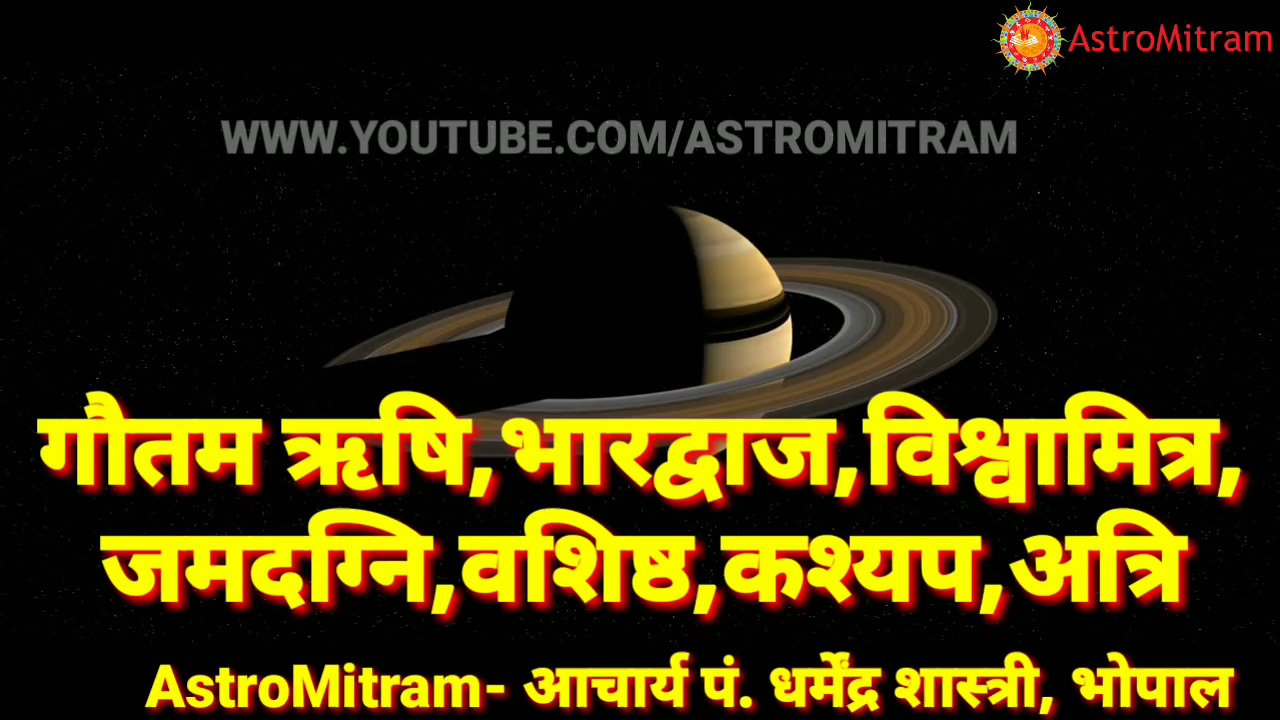 AstroMitram
WWW.YOUTUBE.COM/ASTROMITRAM
गौतम ऋषि,भारद्वाज,विश्वामित्र,
जमदग्नि,वशिष्ठ,कश्यप,अत्रि
AstroMitram- आचार्य पं. धर्मेंद्र शास्त्री, भोपाल